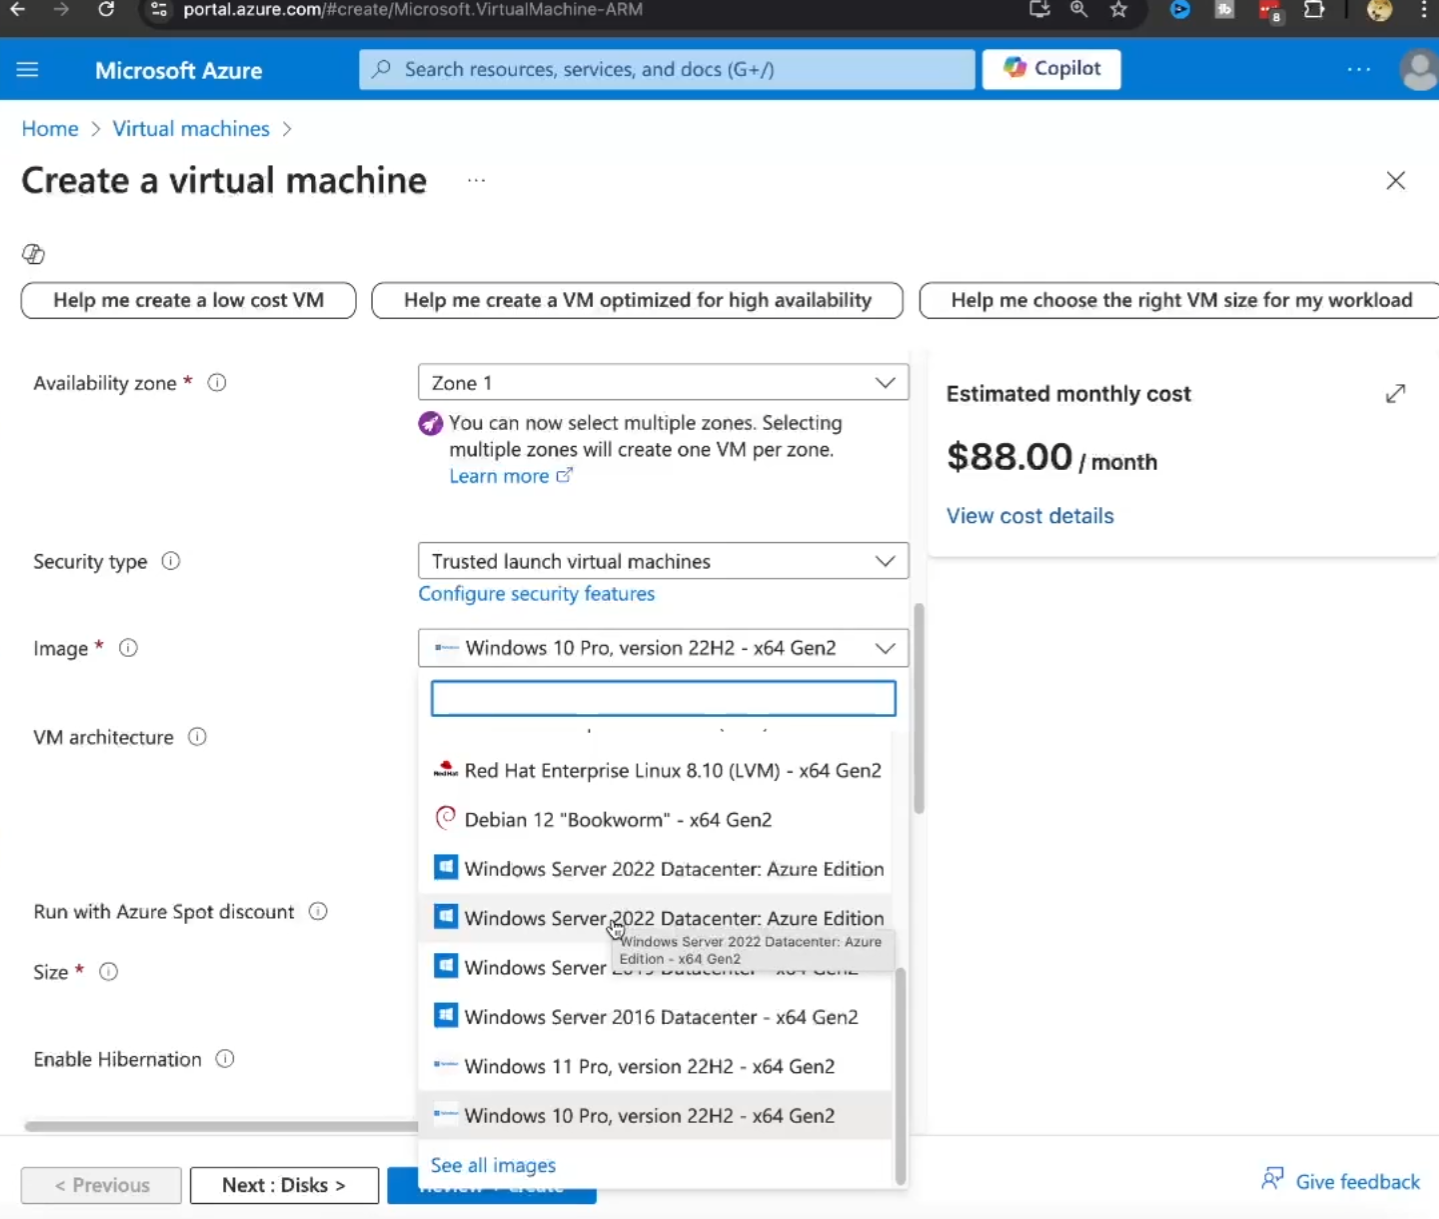 portal.azure.com/#create/Microsoft.VirtualMachine-ARM
8
Microsoft Azure
Search resources, services, and docs (G+/)
Copilot
Home > Virtual machines >
Create a virtual machine
Help me create a low cost VM
Help me create a VM optimized for high availability
Help me choose the right VM size for my workload
Availability zone *
Zone 1
You can now select multiple zones. Selecting
multiple zones will create one VM per zone.
Learn more
Estimated monthly cost
$88.00 / month
View cost details
Security type
Trusted launch virtual machines
Configure security features
Image *
Windows 10 Pro, version 22H2 - x64 Gen2
VM architecture
Red Hat Enterprise Linux 8.10 (LVM) - x64 Gen2
Debian 12 "Bookworm" - x64 Gen2
Windows Server 2022 Datacenter: Azure Edition
Run with Azure Spot discount
Windows Server 2022 Datacenter: Azure Edition
Windows Server 2022 Datacenter: Azure
Edition - x64 Gen2
Size *
Windows Server
Windows Server 2016 Datacenter - x64 Gen2
Enable Hibernation
Windows 11 Pro, version 22H2 - x64 Gen2
Windows 10 Pro, version 22H2 - x64 Gen2
See all images
< Previous
Next : Disks >
Give feedback